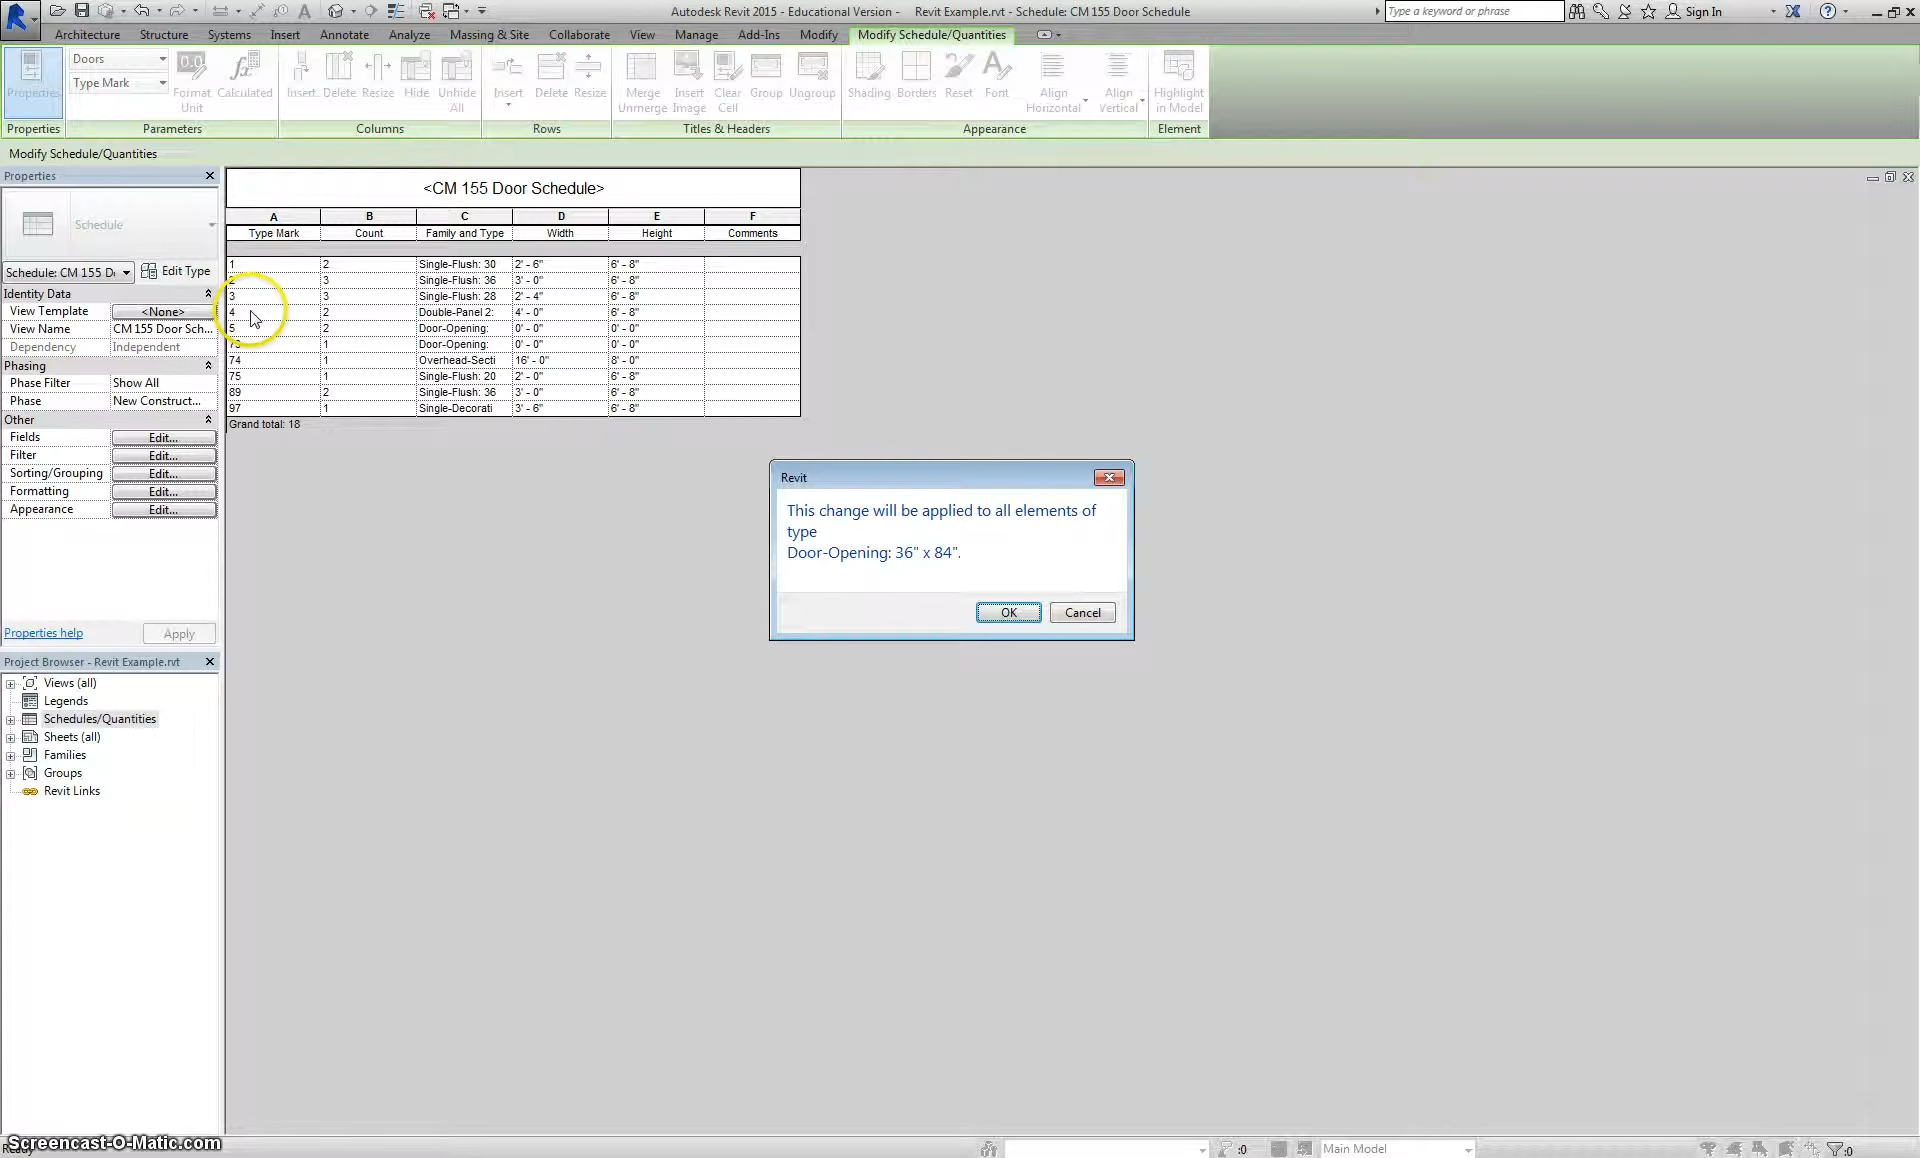 Autodesk Revit 2015 - Educational Version - Revit Example.rvt - Schedule: CM 155 Door Schedule
Type a keyword or phrase
Sign In
Architecture Structure Systems Insert Annotate Analyze Massing & Site Collaborate View Manage Add-Ins Modify Modify Schedule/Quantities
Doors
Type Mark
Properties
Format Unit
Calculated
Insert Delete Resize Hide Unhide All
Insert Delete Resize
Merge Unmerge
Insert Image
Clear Cell
Group Ungroup
Shading Borders Reset Font
Align Horizontal
Align Vertical
Highlight in Model
Properties Parameters Columns Rows Titles & Headers Appearance Element
Modify Schedule/Quantities
Properties
Schedule
Schedule: CM 155 D
Edit Type
Identity Data
View Template <None>
View Name CM 155 Door Sch...
Dependency Independent
Phasing
Phase Filter Show All
Phase New Construct...
Other
Fields Edit...
Filter Edit...
Sorting/Grouping Edit...
Formatting Edit...
Appearance Edit...
Properties help
Apply
Project Browser - Revit Example.rvt
Views (all)
Legends
Schedules/Quantities
Sheets (all)
Families
Groups
Revit Links
<CM 155 Door Schedule>
A B C D E F
Type Mark Count Family and Type Width Height Comments
1 2 Single-Flush: 30 2' - 6" 6' - 8"
2 3 Single-Flush: 36 3' - 0" 6' - 8"
3 3 Single-Flush: 28 2' - 4" 6' - 8"
4 2 Double-Panel 2: 4' - 0" 6' - 8"
5 2 Door-Opening: 0' - 0" 0' - 0"
1 Door-Opening: 0' - 0" 0' - 0"
74 1 Overhead-Secti 16' - 0" 8' - 0"
75 1 Single-Flush: 20 2' - 0" 6' - 8"
89 2 Single-Flush: 36 3' - 0" 6' - 8"
97 1 Single-Decorati 3' - 6" 6' - 8"
Grand total: 18
Revit
This change will be applied to all elements of
type
Door-Opening: 36" x 84".
OK Cancel
Screencast-O-Matic.com
:0
Main Model
:0